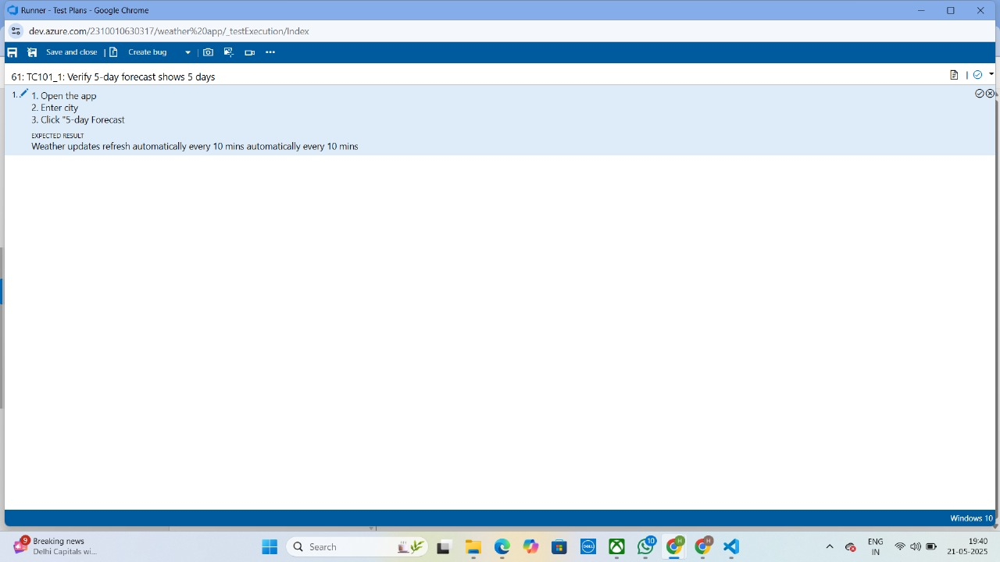 Runner - Test Plans - Google Chrome
dev.azure.com/2310010630317/weather%20app/_testExecution/Index
Save and close | Create bug
61: TC101_1: Verify 5-day forecast shows 5 days
1. 1. Open the app
2. Enter city
3. Click "5-day Forecast
EXPECTED RESULT
Weather updates refresh automatically every 10 mins automatically every 10 mins
Windows 10
9
Breaking news
Delhi Capitals wi...
Search
DELL
10
H
H
ENG
IN
19:40
21-05-2025